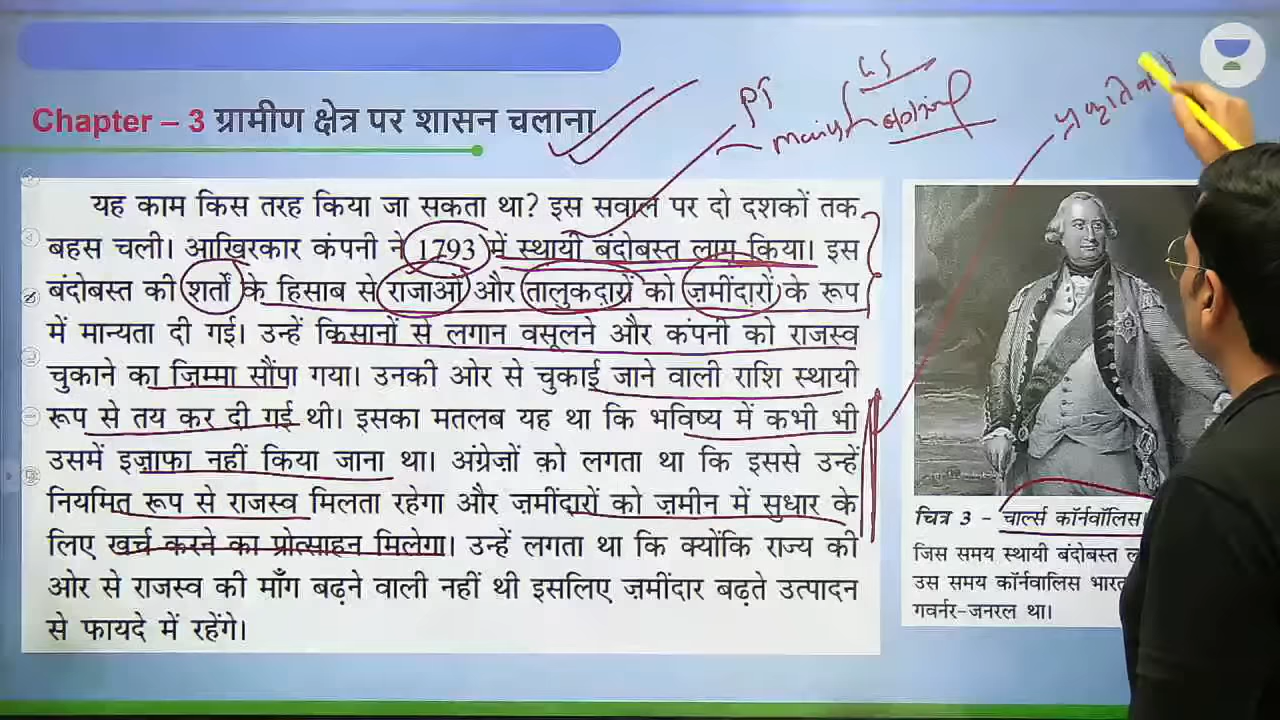 Chapter – 3 ग्रामीण क्षेत्र पर शासन चलाना
PT
यह काम किस तरह किया जा सकता था? इस सवाल पर दो दशकों तक
बहस चली। आखिरकार कंपनी ने 1793 में स्थायी बंदोबस्त लागू किया। इस
बंदोबस्त की शर्तों के हिसाब से राजाओं और तालुकदारों को ज़मींदारों के रूप
में मान्यता दी गई। उन्हें किसानों से लगान वसूलने और कंपनी को राजस्व
चुकाने का ज़िम्मा सौंपा गया। उनकी ओर से चुकाई जाने वाली राशि स्थायी
रूप से तय कर दी गई थी। इसका मतलब यह था कि भविष्य में कभी भी
उसमें इज़ाफा नहीं किया जाना था। अंग्रेज़ों को लगता था कि इससे उन्हें
नियमित रूप से राजस्व मिलता रहेगा और ज़मींदारों को ज़मीन में सुधार के
लिए खर्च करने का प्रोत्साहन मिलेगा। उन्हें लगता था कि क्योंकि राज्य की
ओर से राजस्व की माँग बढ़ने वाली नहीं थी इसलिए ज़मींदार बढ़ते उत्पादन
से फायदे में रहेंगे।
चित्र 3 – चार्ल्स कॉर्नवॉलिस
जिस समय स्थायी बंदोबस्त
उस समय कॉर्नवालिस
गवर्नर-जनरल था।